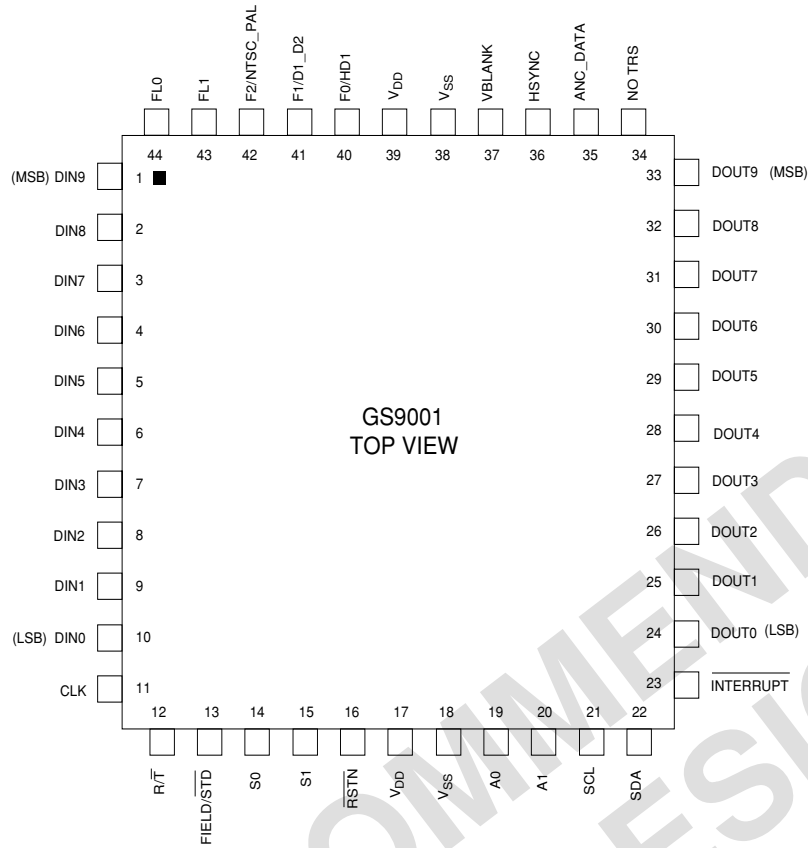 FL0 FL1 F2/NTSC_PAL F1/D1_D2 F0/HD1 VDD VSS VBLANK HSYNC ANC_DATA NO TRS
44 43 42 41 40 39 38 37 36 35 34
(MSB) DIN9 1 33 DOUT9 (MSB)
DIN8 2 32 DOUT8
DIN7 3 31 DOUT7
DIN6 4 30 DOUT6
DIN5 5 29 DOUT5
GS9001
TOP VIEW
DIN4 6 28 DOUT4
DIN3 7 27 DOUT3
DIN2 8 26 DOUT2
DIN1 9 25 DOUT1
(LSB) DIN0 10 24 DOUT0 (LSB)
CLK 11 23 INTERRUPT
12 13 14 15 16 17 18 19 20 21 22
R/T FIELD/STD S0 S1 RSTN VDD VSS A0 A1 SCL SDA